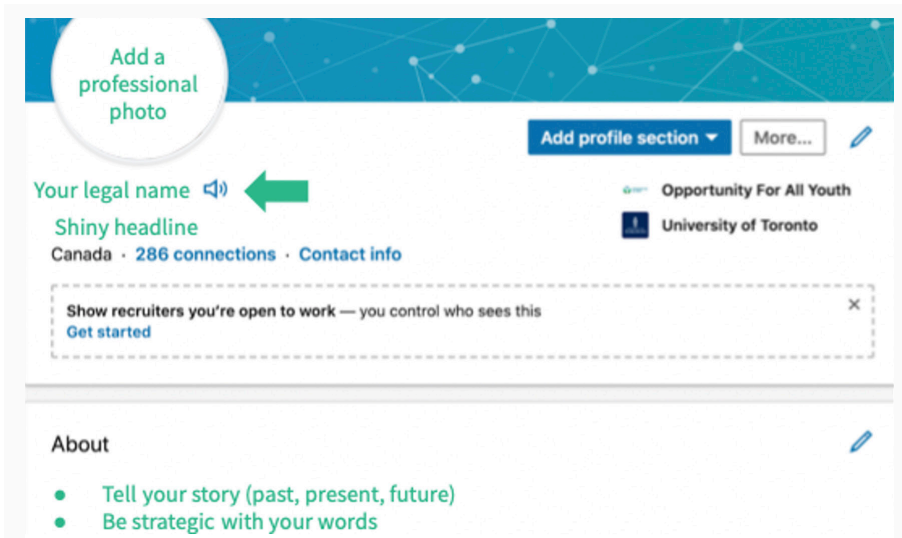 Add a
professional
photo
Add profile section
More...
Your legal name
Opportunity For All Youth
Shiny headline
University of Toronto
Canada · 286 connections · Contact info
Show recruiters you're open to work — you control who sees this
Get started
About
● Tell your story (past, present, future)
● Be strategic with your words